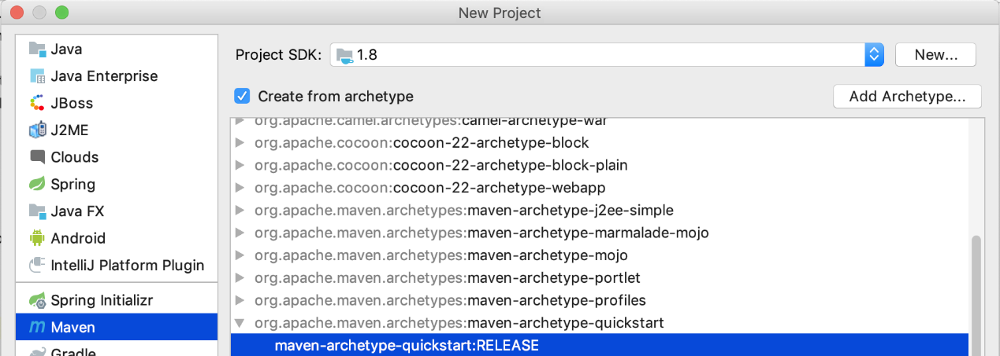 New Project
Java
Java Enterprise
JBoss
J2ME
Clouds
Spring
Java FX
Android
IntelliJ Platform Plugin
Spring Initializr
Maven
Gradle
Project SDK: 1.8 New...
Create from archetype Add Archetype...
org.apache.camel.archetypes:camel-archetype-war
org.apache.cocoon:cocoon-22-archetype-block
org.apache.cocoon:cocoon-22-archetype-block-plain
org.apache.cocoon:cocoon-22-archetype-webapp
org.apache.maven.archetypes:maven-archetype-j2ee-simple
org.apache.maven.archetypes:maven-archetype-marmalade-mojo
org.apache.maven.archetypes:maven-archetype-mojo
org.apache.maven.archetypes:maven-archetype-portlet
org.apache.maven.archetypes:maven-archetype-profiles
org.apache.maven.archetypes:maven-archetype-quickstart
maven-archetype-quickstart:RELEASE